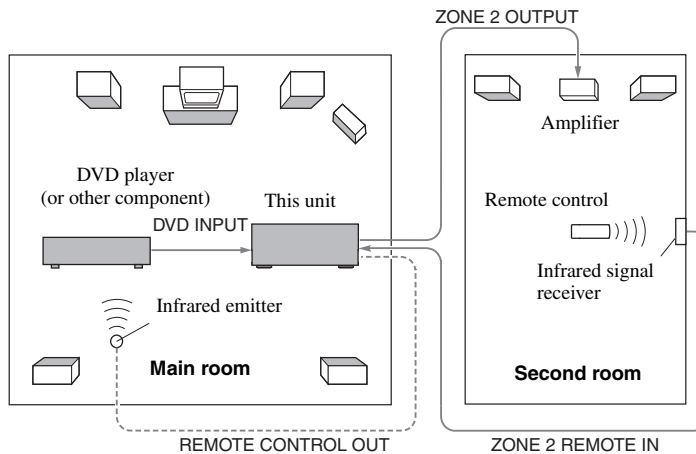 ZONE 2 OUTPUT
DVD player
(or other component)
This unit
DVD INPUT
Infrared emitter
Main room
REMOTE CONTROL OUT
Amplifier
Remote control
Infrared signal
receiver
Second room
ZONE 2 REMOTE IN